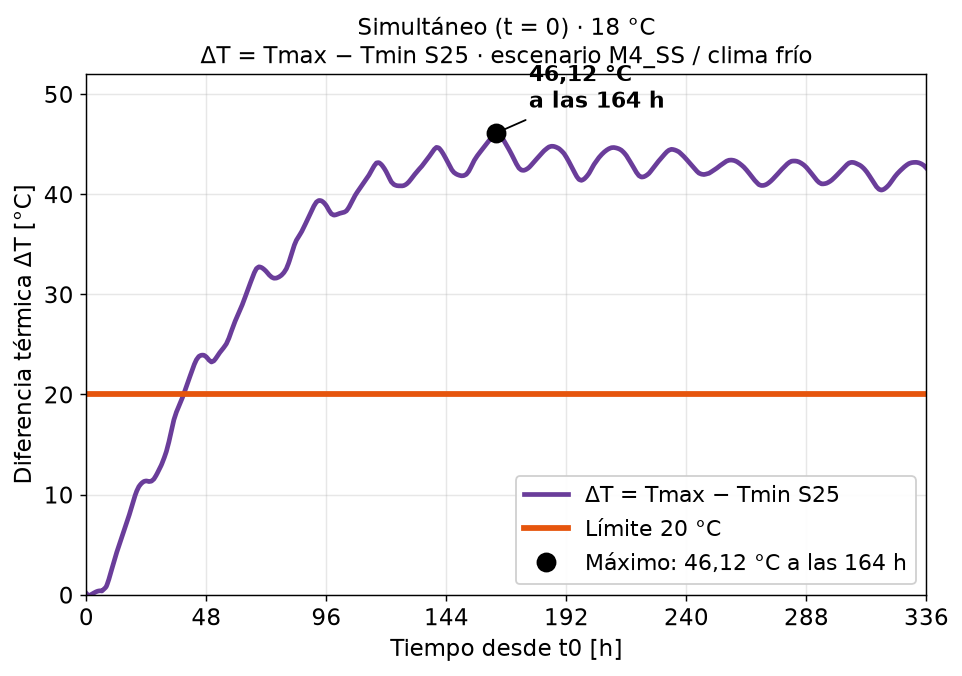 Simultáneo (t = 0) · 18 °C
ΔT = Tmax − Tmin S25 · escenario M4_SS / clima frío
46,12 °C
a las 164 h
Diferencia térmica ΔT [°C]
50
40
30
20
10
0
ΔT = Tmax − Tmin S25
Límite 20 °C
Máximo: 46,12 °C a las 164 h
0 48 96 144 192 240 288 336
Tiempo desde t0 [h]